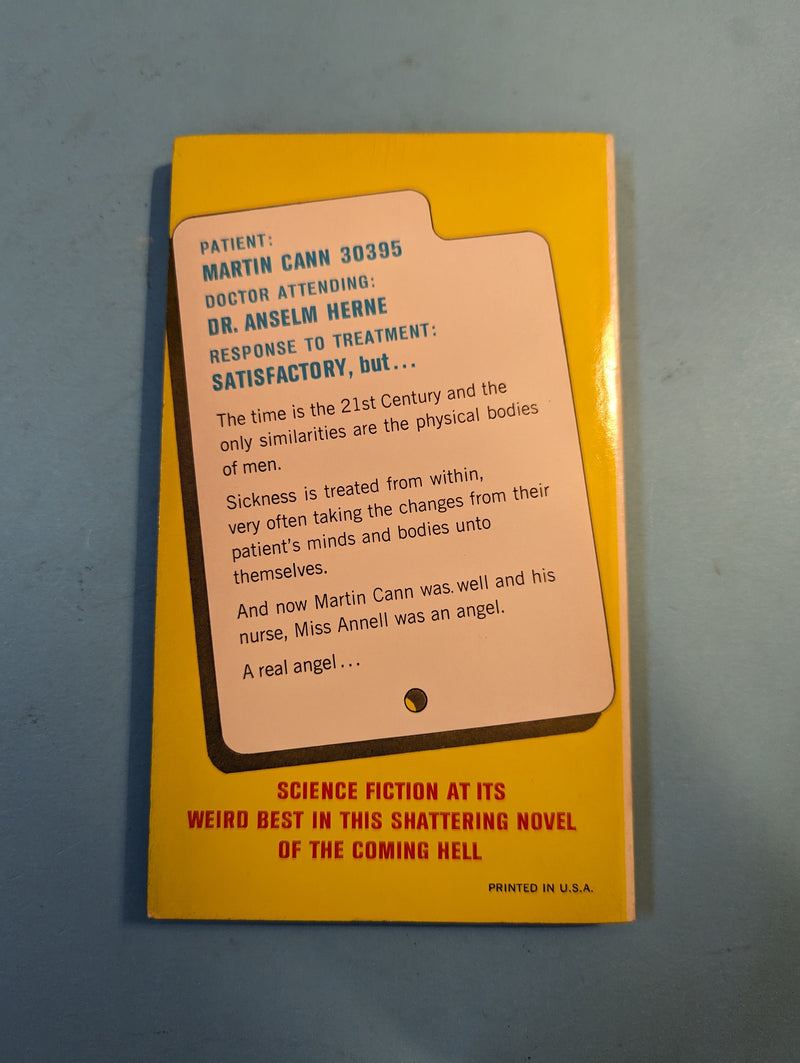 PATIENT:
MARTIN CANN 30395
DOCTOR ATTENDING:
DR. ANSELM HERNE
RESPONSE TO TREATMENT:
SATISFACTORY, but...
The time is the 21st Century and the
only similarities are the physical bodies
of men.
Sickness is treated from within,
very often taking the changes from their
patient's minds and bodies unto
themselves.
And now Martin Cann was. well and his
nurse, Miss Annell was an angel.
A real angel...
SCIENCE FICTION AT ITS
WEIRD BEST IN THIS SHATTERING NOVEL
OF THE COMING HELL
PRINTED IN U.S.A.